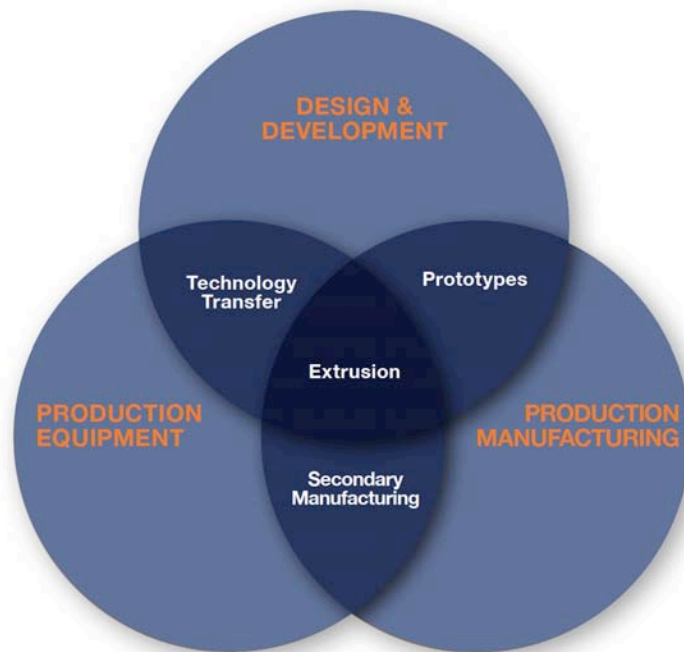 DESIGN &
DEVELOPMENT
Technology
Transfer
Prototypes
Extrusion
PRODUCTION
EQUIPMENT
PRODUCTION
MANUFACTURING
Secondary
Manufacturing